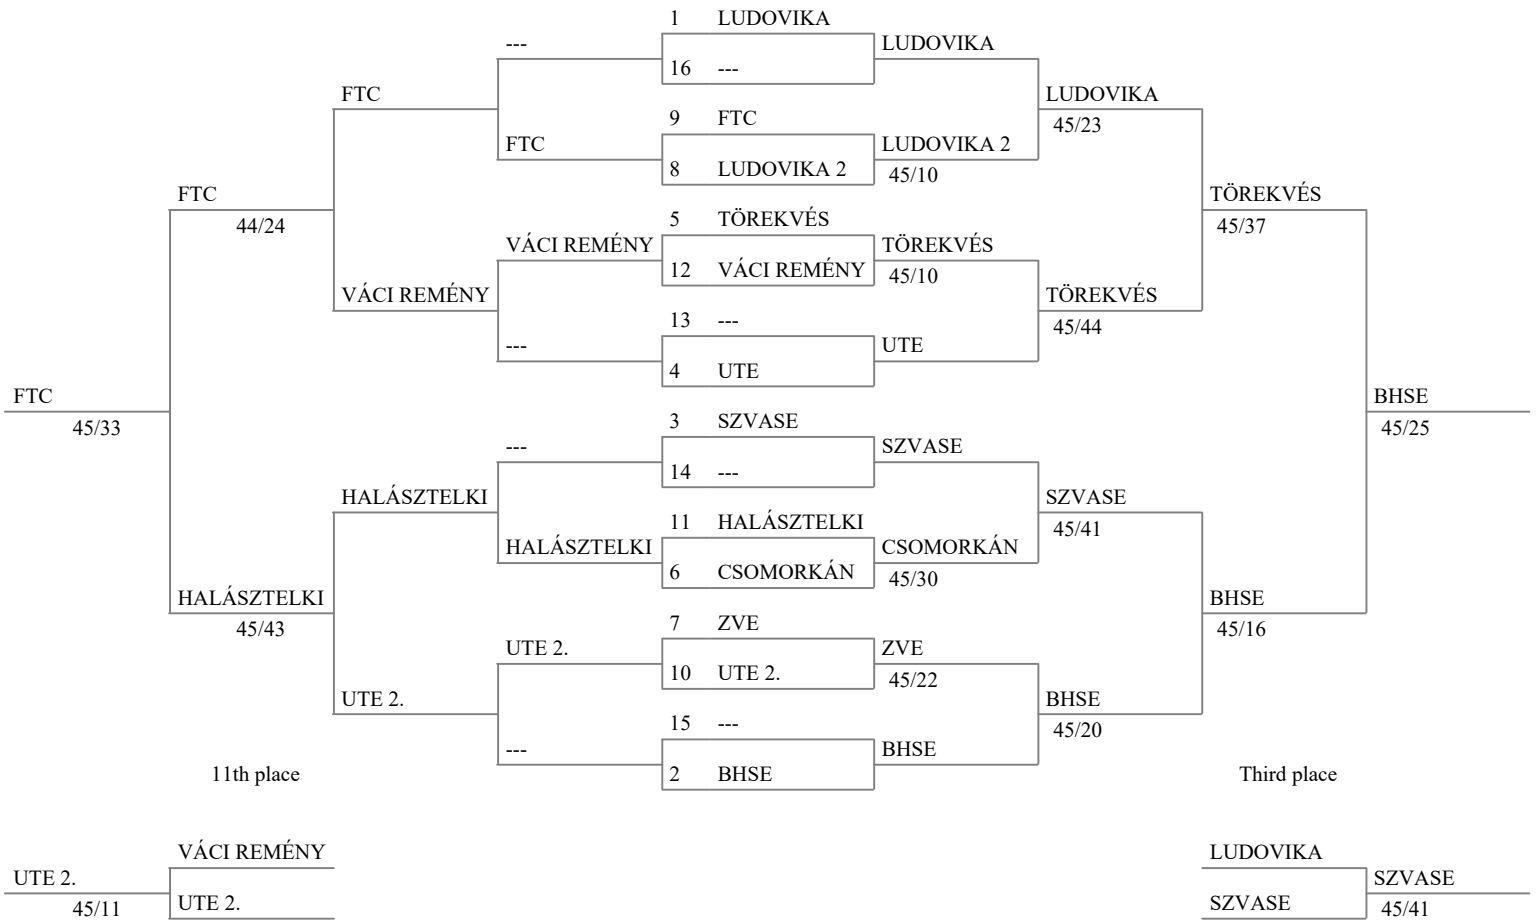 1 LUDOVIKA
--- LUDOVIKA
16 ---
FTC LUDOVIKA
9 FTC 45/23
FTC LUDOVIKA 2
8 LUDOVIKA 2 45/10
FTC TÖREKVÉS
44/24 5 TÖREKVÉS 45/37
VÁCI REMÉNY TÖREKVÉS
12 VÁCI REMÉNY 45/10
VÁCI REMÉNY TÖREKVÉS
13 --- 45/44
--- UTE
4 UTE
FTC BHSE
45/33 3 SZVASE 45/25
--- SZVASE
14 ---
HALÁSZTELKI SZVASE
11 HALÁSZTELKI 45/41
HALÁSZTELKI CSOMORKÁN
6 CSOMORKÁN 45/30
HALÁSZTELKI BHSE
45/43 7 ZVE 45/16
UTE 2. ZVE
10 UTE 2. 45/22
UTE 2. BHSE
15 --- 45/20
--- BHSE
11th place 2 BHSE Third place
VÁCI REMÉNY LUDOVIKA
UTE 2. SZVASE
45/11 UTE 2. SZVASE 45/41